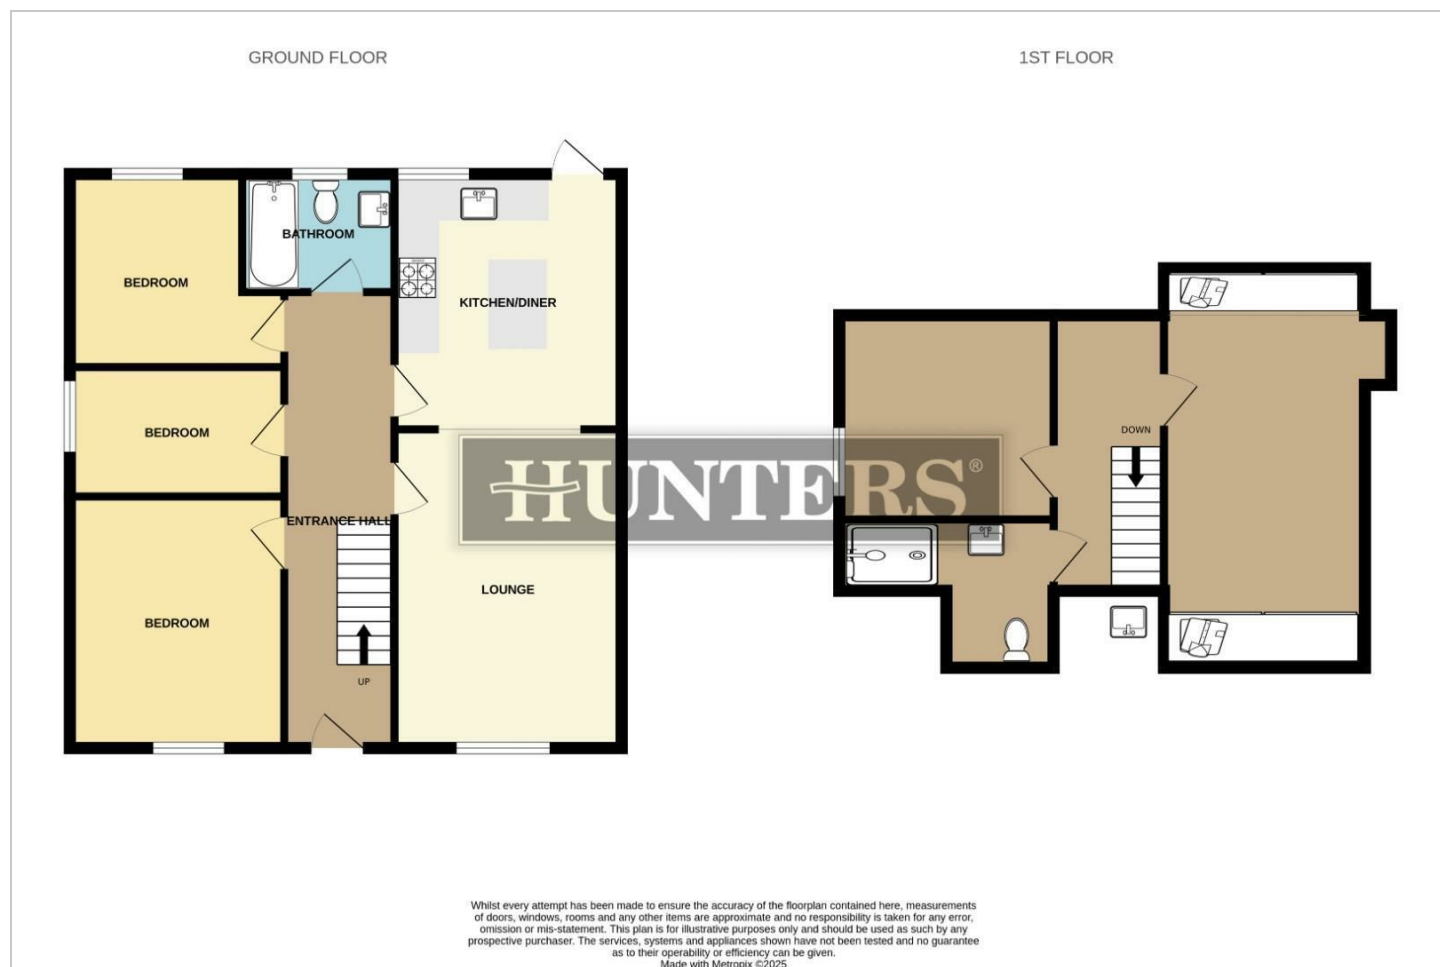 GROUND FLOOR
1ST FLOOR
BATHROOM
BEDROOM
KITCHEN/DINER
BEDROOM
DOWN
HUNTERS®
ENTRANCE HALL
LOUNGE
BEDROOM
UP
Whilst every attempt has been made to ensure the accuracy of the floorplan contained here, measurements
of doors, windows, rooms and any other items are approximate and no responsibility is taken for any error,
omission or mis-statement. This plan is for illustrative purposes only and should be used as such by any
prospective purchaser. The services, systems and appliances shown have not been tested and no guarantee
as to their operability or efficiency can be given.
Made with Metropix ©2025